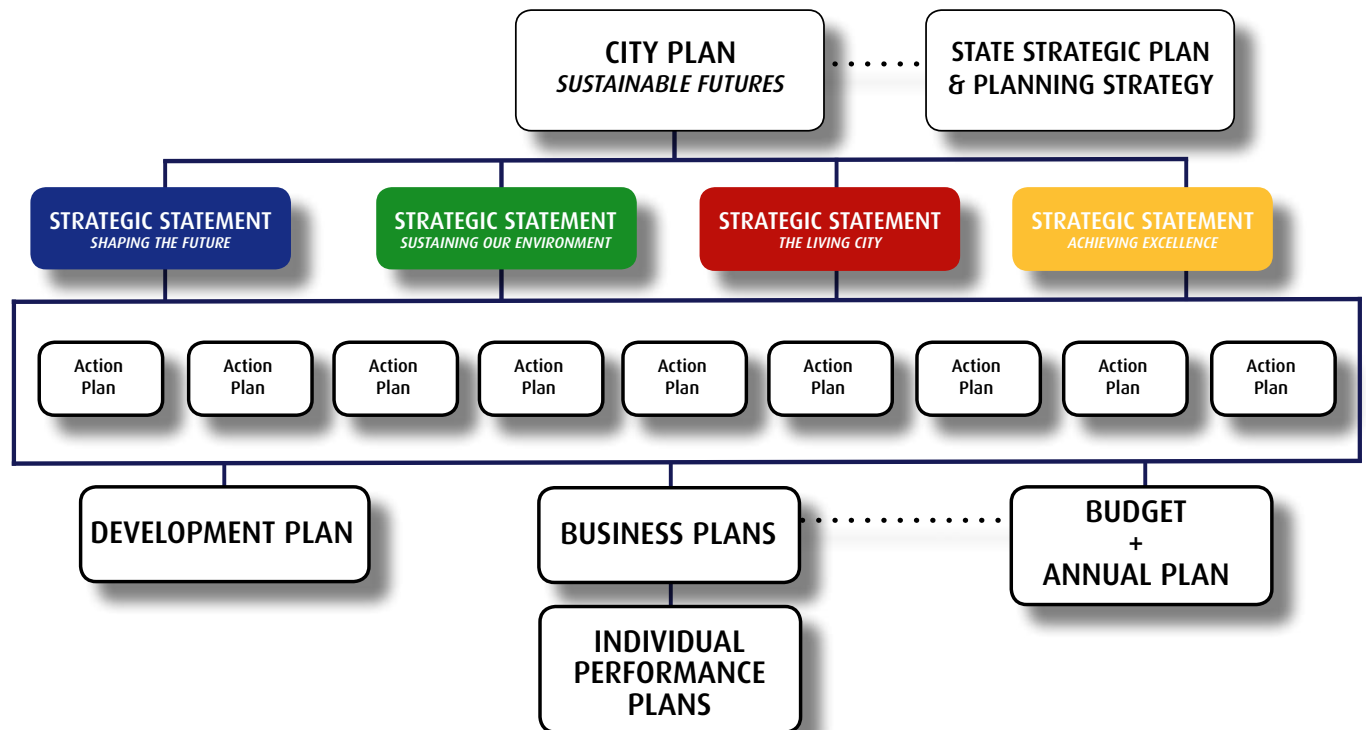 CITY PLAN
SUSTAINABLE FUTURES
STATE STRATEGIC PLAN
& PLANNING STRATEGY
STRATEGIC STATEMENT
SHAPING THE FUTURE
STRATEGIC STATEMENT
SUSTAINING OUR ENVIRONMENT
STRATEGIC STATEMENT
THE LIVING CITY
STRATEGIC STATEMENT
ACHIEVING EXCELLENCE
Action
Plan
Action
Plan
Action
Plan
Action
Plan
Action
Plan
Action
Plan
Action
Plan
Action
Plan
Action
Plan
DEVELOPMENT PLAN
BUSINESS PLANS
BUDGET
+
ANNUAL PLAN
INDIVIDUAL
PERFORMANCE
PLANS